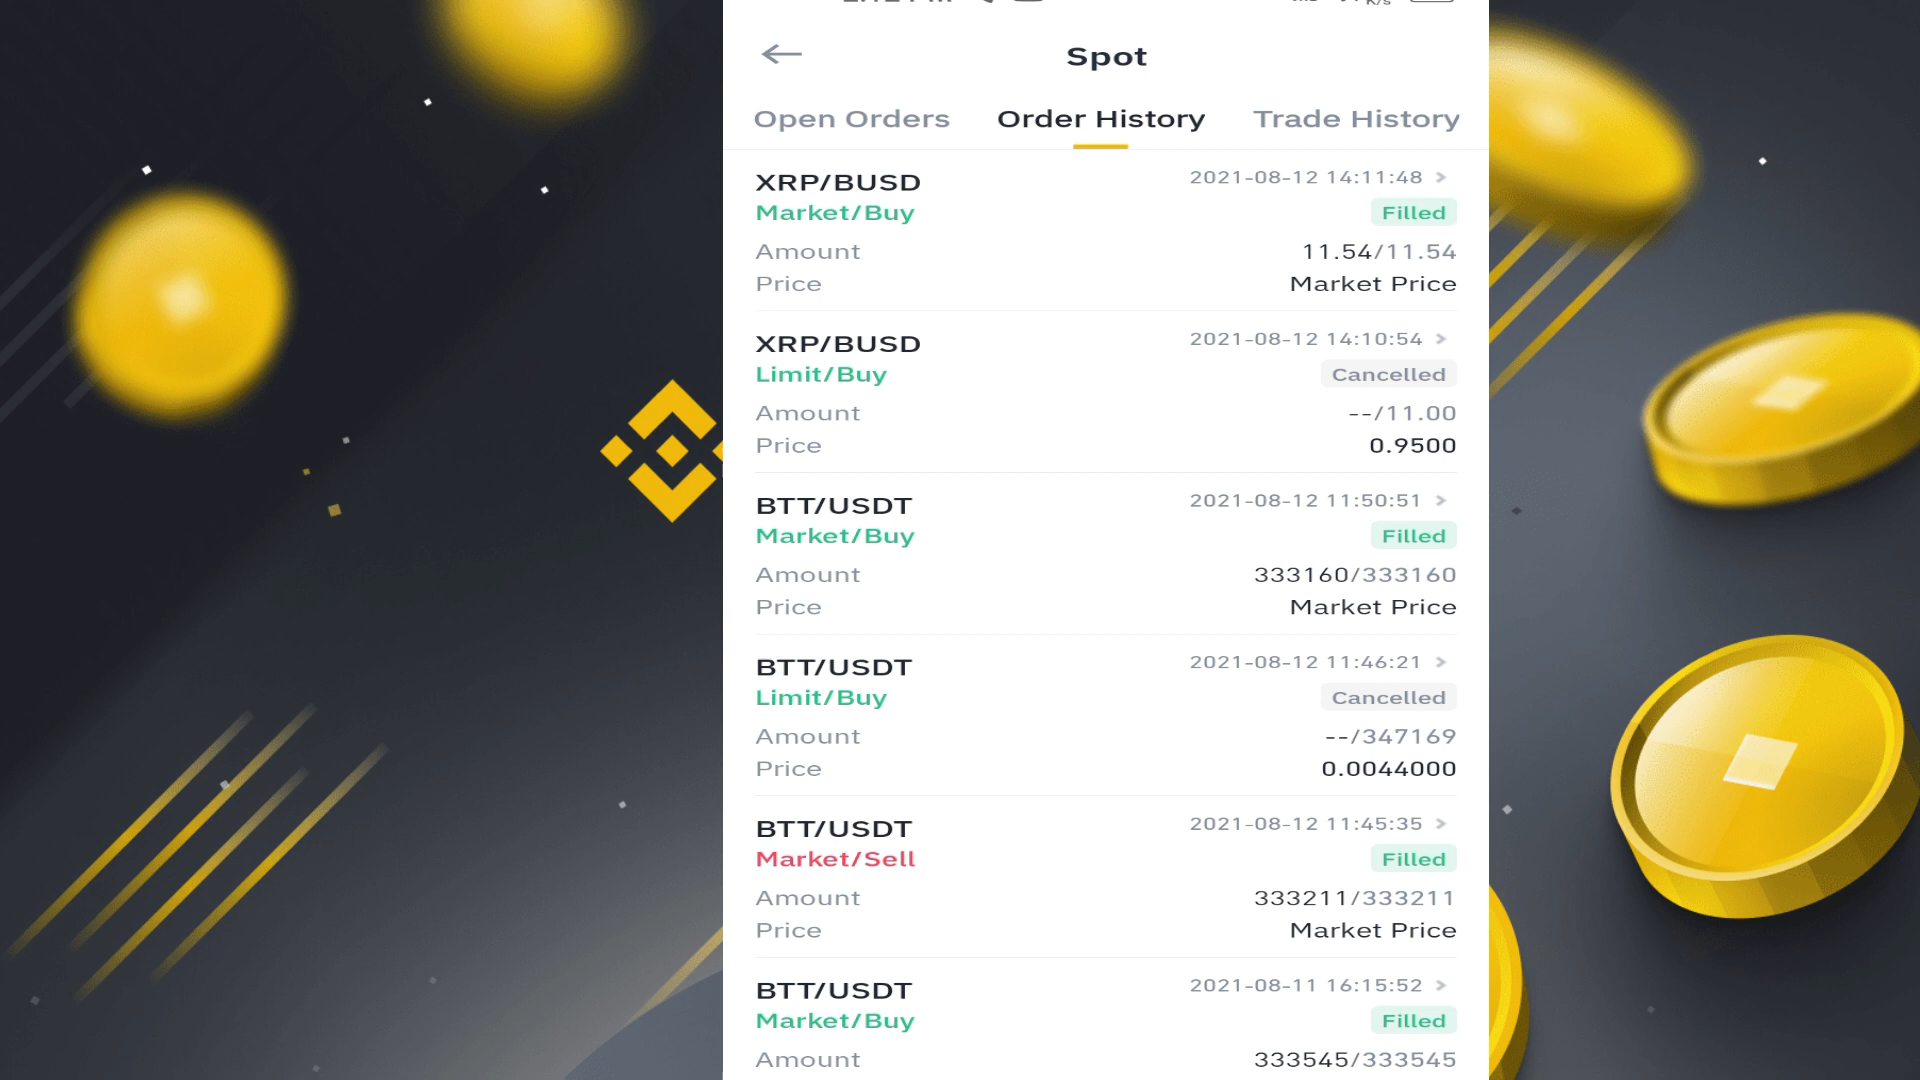 K/s
Spot
Open Orders Order History Trade History
XRP/BUSD 2021-08-12 14:11:48
Market/Buy Filled
Amount 11.54/11.54
Price Market Price
XRP/BUSD 2021-08-12 14:10:54
Limit/Buy Cancelled
Amount --/11.00
Price 0.9500
BTT/USDT 2021-08-12 11:50:51
Market/Buy Filled
Amount 333160/333160
Price Market Price
BTT/USDT 2021-08-12 11:46:21
Limit/Buy Cancelled
Amount --/347169
Price 0.0044000
BTT/USDT 2021-08-12 11:45:35
Market/Sell Filled
Amount 333211/333211
Price Market Price
BTT/USDT 2021-08-11 16:15:52
Market/Buy Filled
Amount 333545/333545